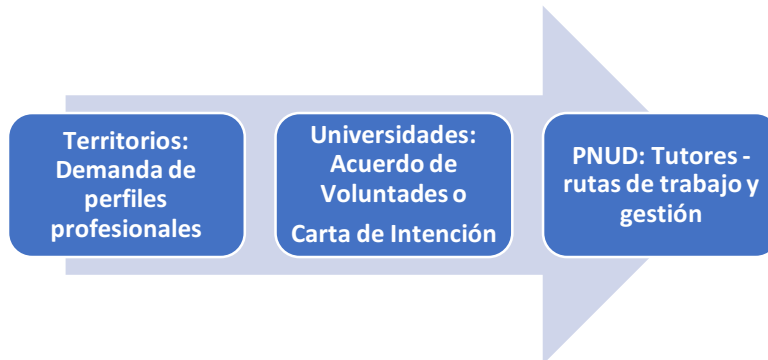 Territorios:
Demanda de
perfiles
profesionales
Universidades:
Acuerdo de
Voluntades o
Carta de Intención
PNUD: Tutores -
rutas de trabajo y
gestión